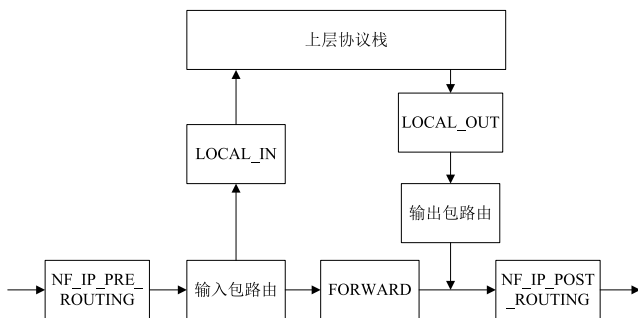 上层协议栈
LOCAL_OUT
LOCAL_IN
输出包路由
NF_IP_PRE_
ROUTING
输入包路由
FORWARD
NF_IP_POST
_ROUTING